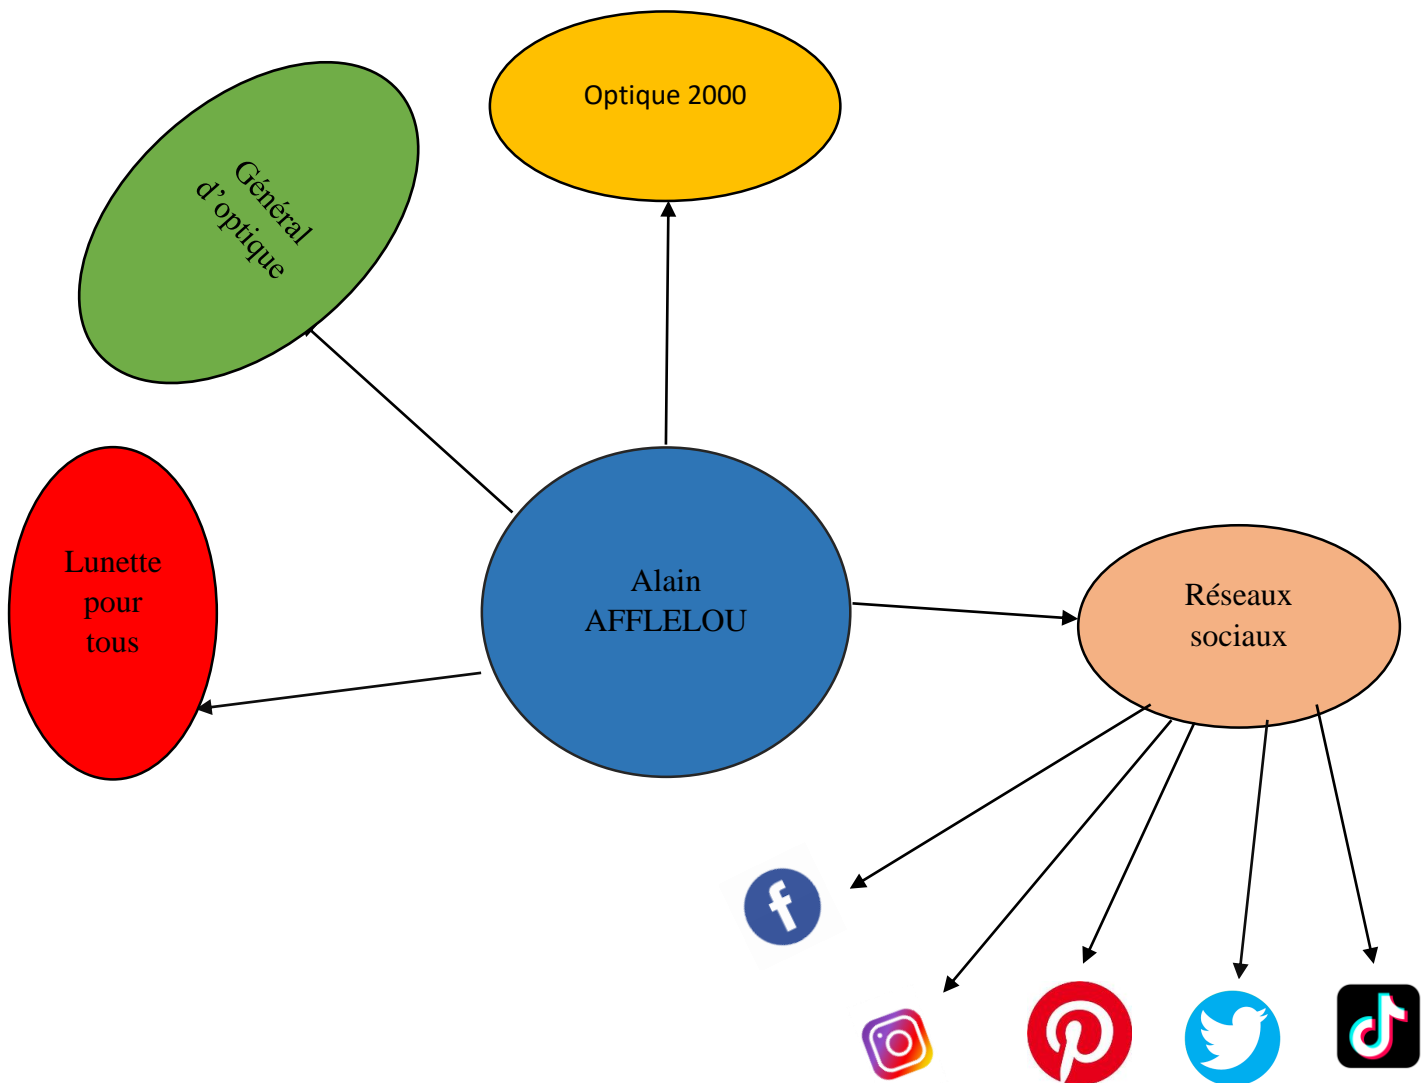 Optique 2000
Général
d’optique
Lunette
pour
tous
Alain
AFFLELOU
Réseaux
sociaux